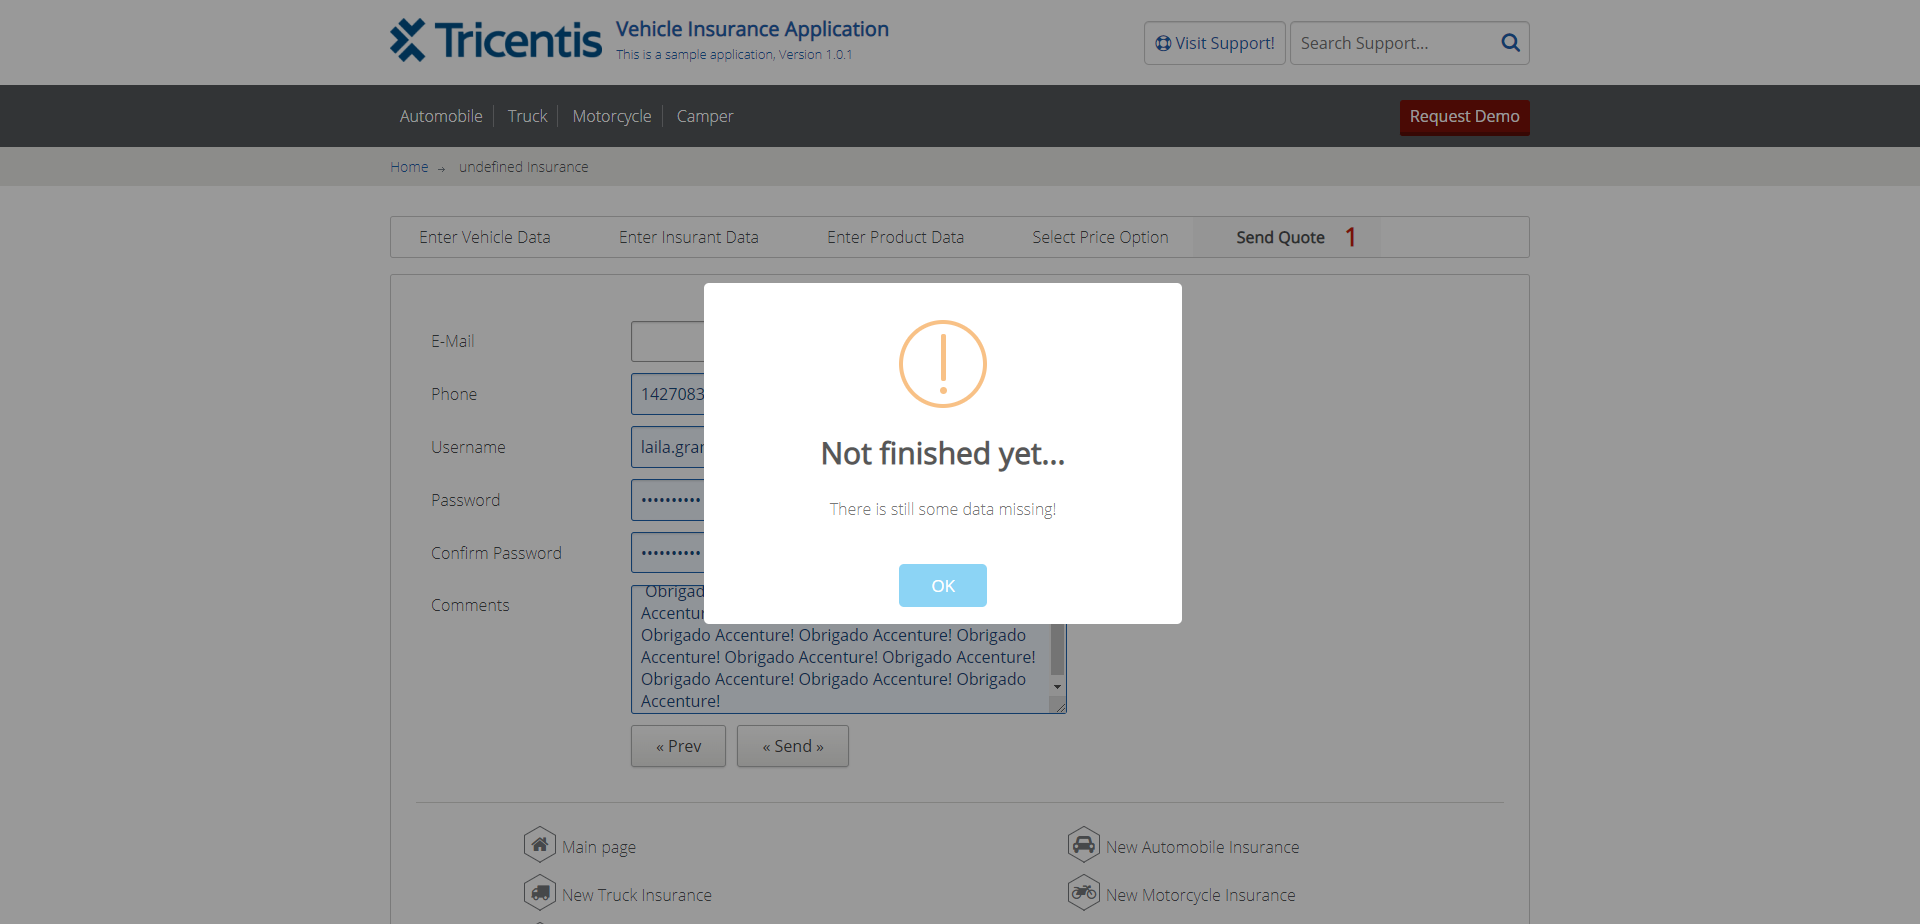 Tricentis
Vehicle Insurance Application
This is a sample application, Version 1.0.1
Visit Support!
Search Support...
Automobile
Truck
Motorcycle
Camper
Request Demo
Home → undefined Insurance
Enter Vehicle Data
Enter Insurant Data
Enter Product Data
Select Price Option
Send Quote 1
E-Mail
Phone
1427083
Username
laila.gra
Password
••••••••••
Confirm Password
••••••••••
Comments
Obrigad
Accentu
Obrigado Accenture! Obrigado Accenture! Obrigado
Accenture! Obrigado Accenture! Obrigado Accenture!
Obrigado Accenture! Obrigado Accenture! Obrigado
Accenture!
Not finished yet...
There is still some data missing!
OK
« Prev
« Send »
Main page
New Automobile Insurance
New Truck Insurance
New Motorcycle Insurance